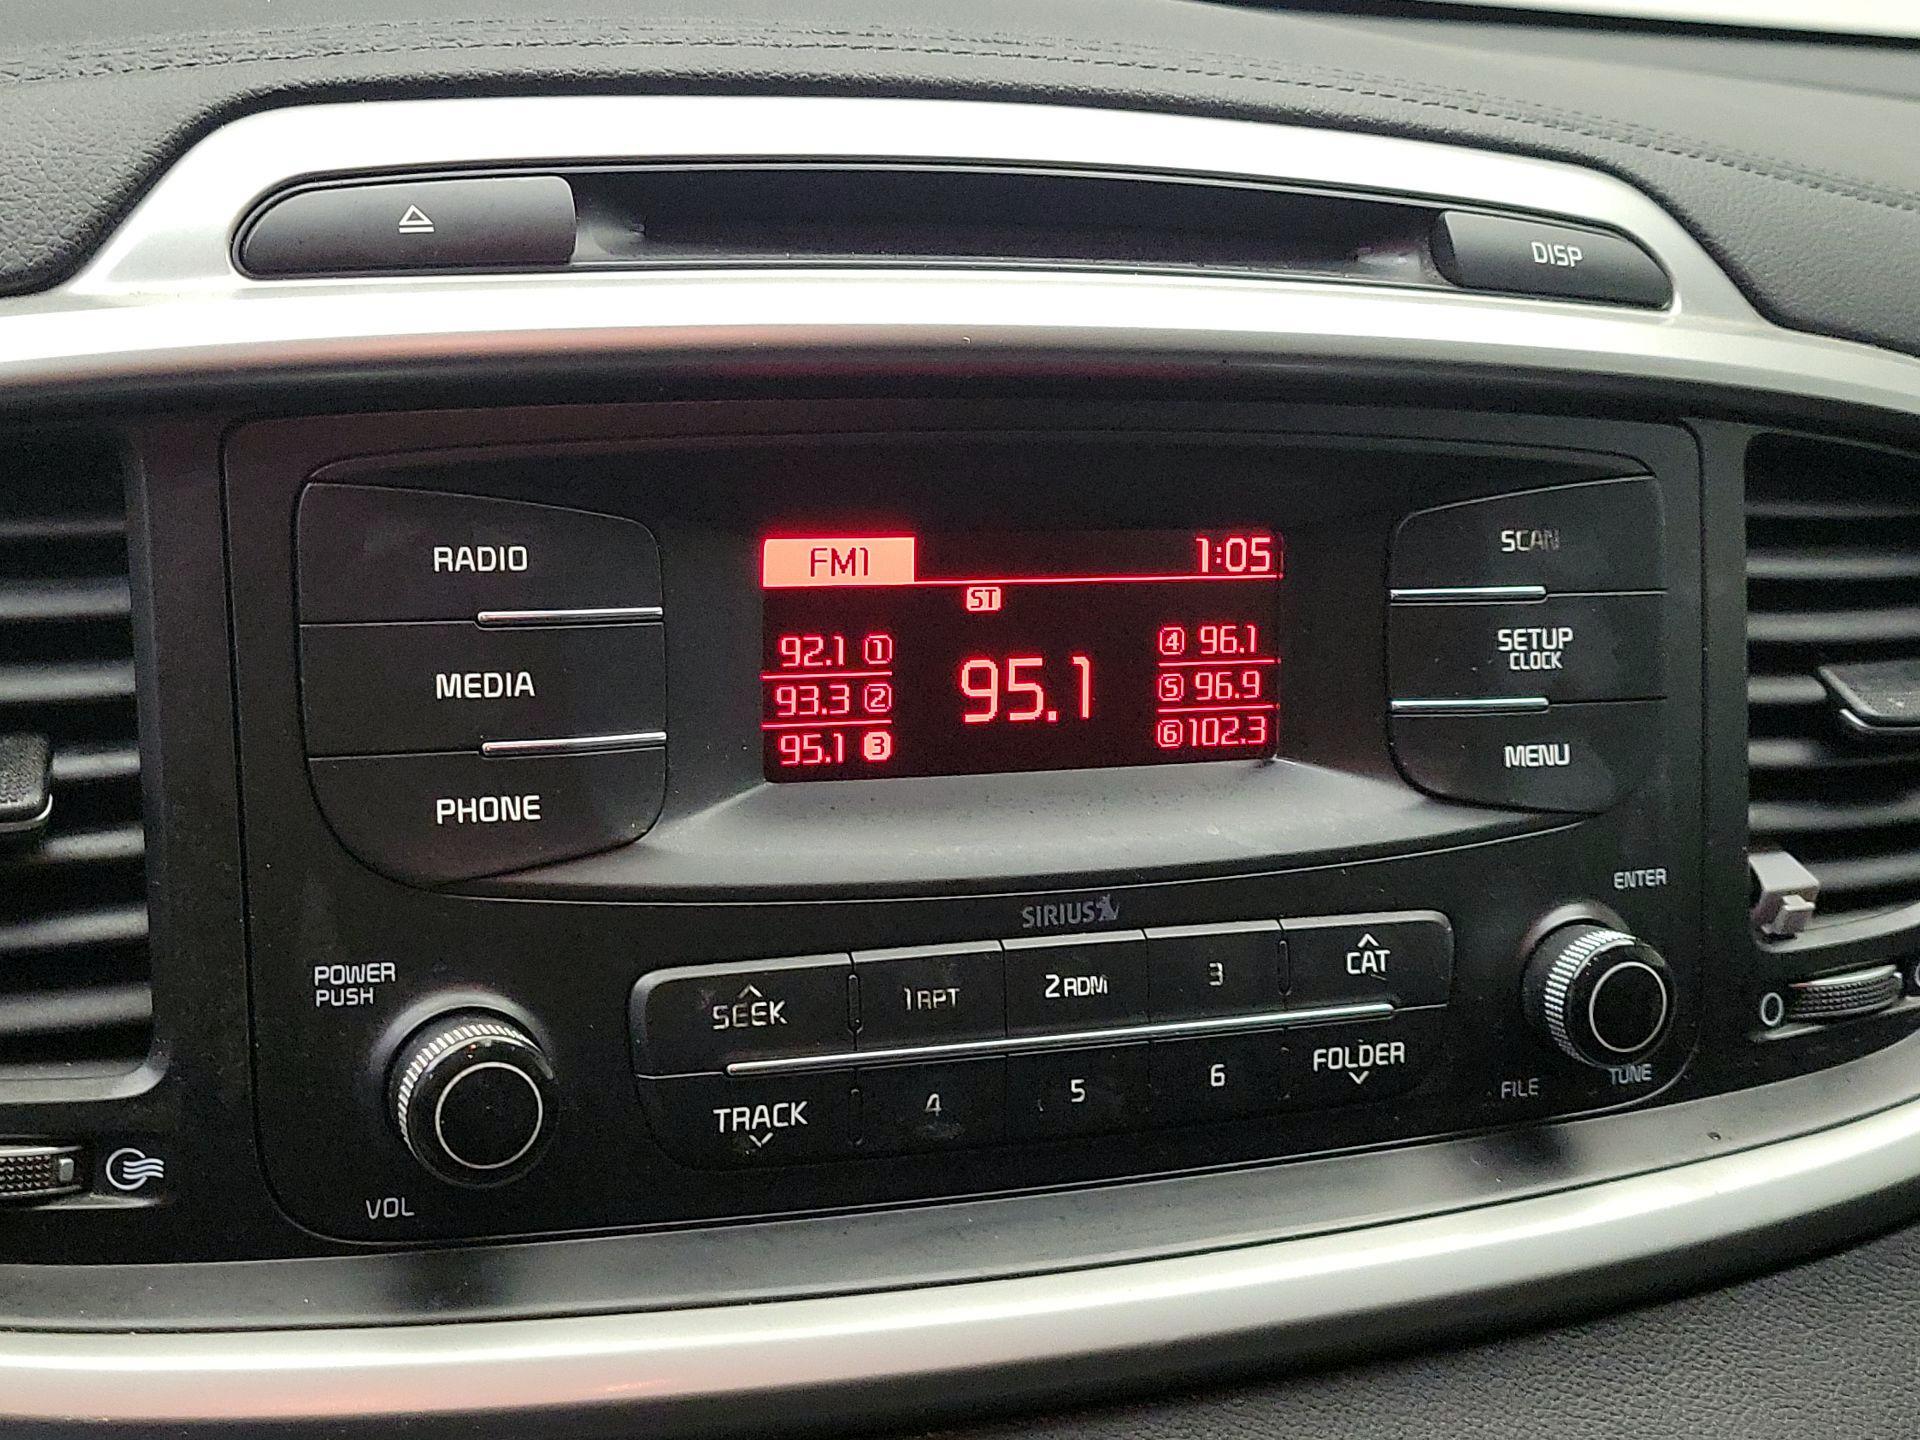 DISP
RADIO
MEDIA
PHONE
FM1 1:05
ST
92.1 1
93.3 2
95.1 3
95.1
4 96.1
5 96.9
6 102.3
SCAN
SETUP
CLOCK
MENU
SIRIUS
POWER
PUSH
VOL
SEEK
1 RPT
2 RDM
3
CAT
TRACK
4
5
6
FOLDER
ENTER
FILE
TUNE